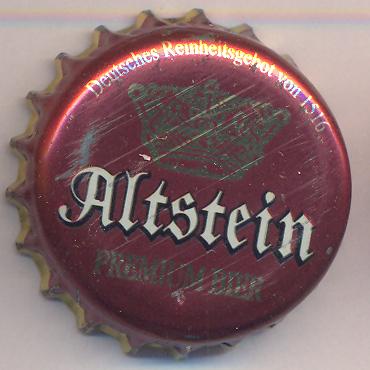 Deutsches Reinheitsgebot von 1516
Altstein
PREMIUM BIER